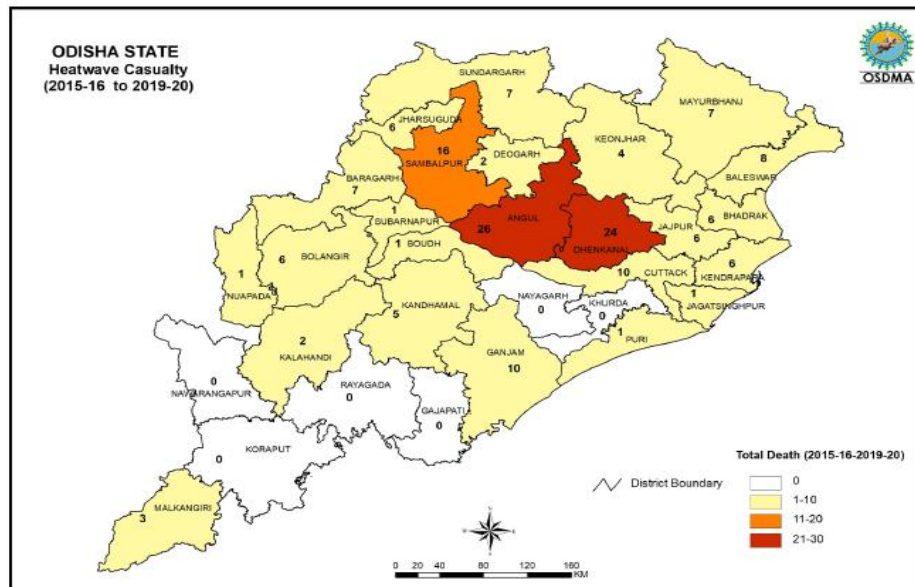 ODISHA STATE
Heatwave Casualty
(2015-16 to 2019-20)
OSDMA
SUNDARGARH
7
MAYURBHANJ
7
JHARSUGUDA
6
KEONJHAR
4
16
SAMBALPUR
DEOGARH
2
8
BALESWAR
BARAGARH
7
1
SUBARNAPUR
ANGUL
26
24
DHENKANAL
JAJPUR
6
6
BHADRAK
1
BOUDH
6
BOLANGIR
10
CUTTACK
6
KENDRAPARA
1
NUAPADA
KANDHAMAL
5
NAYAGARH
0
KHURDA
0
1
JAGATSINGHPUR
1
PURI
2
KALAHANDI
GANJAM
10
0
NAWARANGAPUR
RAYAGADA
0
GAJAPATI
0
KORAPUT
0
MALKANGIRI
3
Total Death (2015-16-2019-20)
District Boundary
0
1-10
11-20
21-30
0 20 40 80 120 160
KM